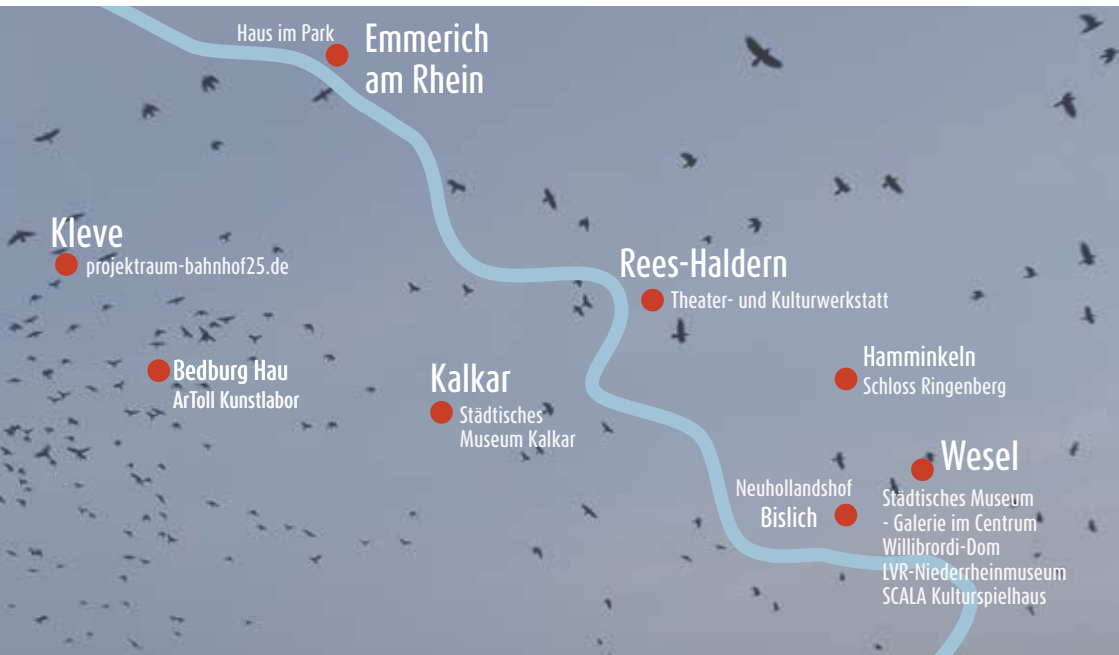 Haus im Park
Emmerich
am Rhein
Kleve
projektraum-bahnhof25.de
Rees-Haldern
Theater- und Kulturwerkstatt
Bedburg Hau
ArToll Kunstlabor
Kalkar
Städtisches
Museum Kalkar
Hamminkeln
Schloss Ringenberg
Wesel
Städtisches Museum
- Galerie im Centrum
Willibrordi-Dom
LVR-Niederrheinmuseum
SCALA Kulturspielhaus
Neuhollandshof
Bislich